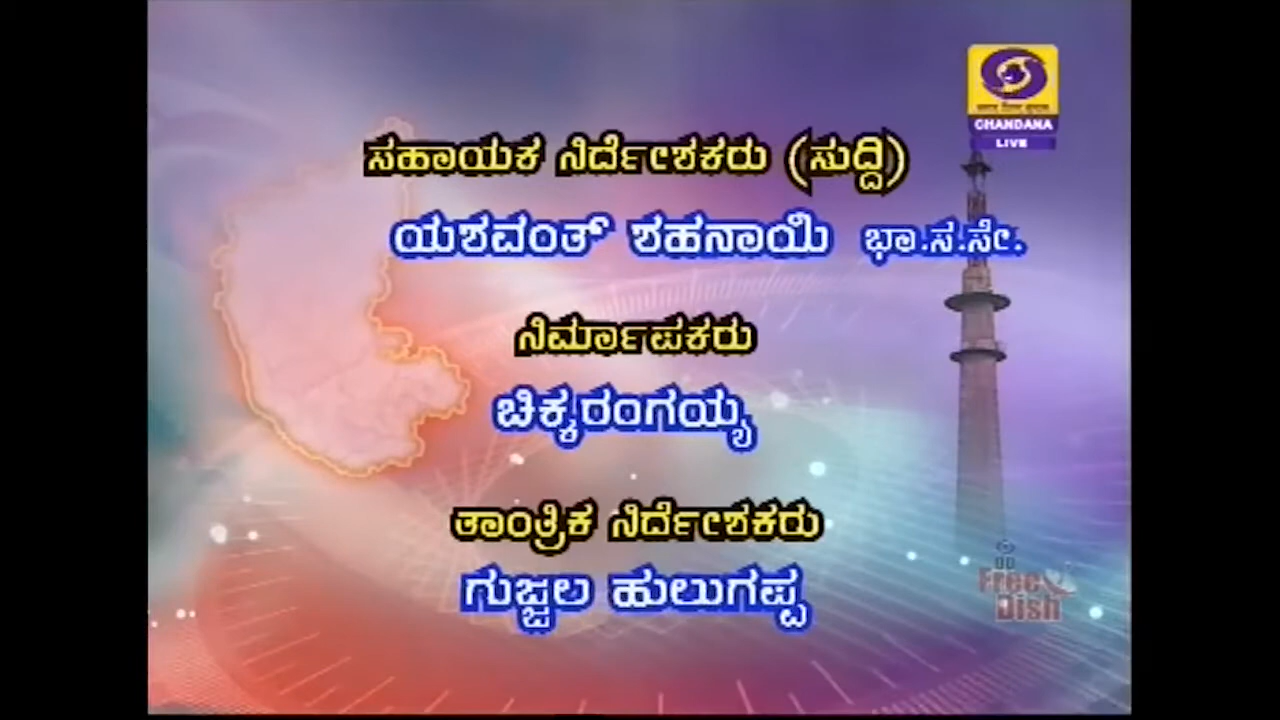 CHANDANA
LIVE
ಸಹಾಯಕ ನಿರ್ದೇಶಕರು (ಸುದ್ದಿ)
ಯಶವಂತ್ ಶಹನಾಯಿ ಭಾ.ಸ.ಸೇ.
ನಿರ್ಮಾಪಕರು
ಚಿಕ್ಕರಂಗಯ್ಯ
ತಾಂತ್ರಿಕ ನಿರ್ದೇಶಕರು
ಗುಜ್ಜಲ ಹುಲುಗಪ್ಪ
DD
Free
Dish